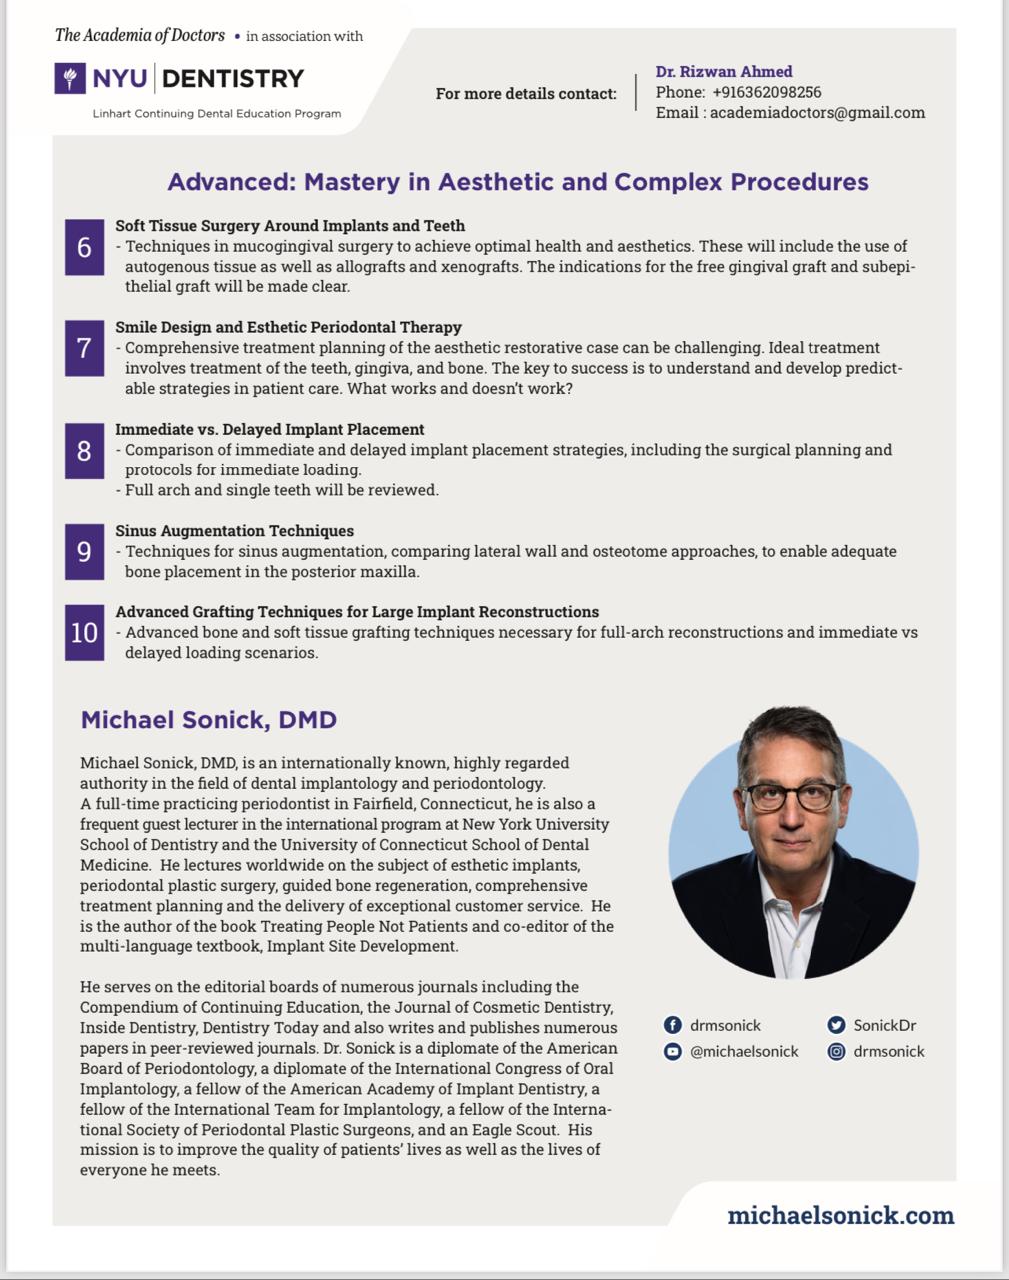 The Academia of Doctors • in association with
NYU | DENTISTRY
Linhart Continuing Dental Education Program
For more details contact:
Dr. Rizwan Ahmed
Phone: +916362098256
Email : academiadoctors@gmail.com
Advanced: Mastery in Aesthetic and Complex Procedures
6
Soft Tissue Surgery Around Implants and Teeth
- Techniques in mucogingival surgery to achieve optimal health and aesthetics. These will include the use of
autogenous tissue as well as allografts and xenografts. The indications for the free gingival graft and subepi-
thelial graft will be made clear.
7
Smile Design and Esthetic Periodontal Therapy
- Comprehensive treatment planning of the aesthetic restorative case can be challenging. Ideal treatment
involves treatment of the teeth, gingiva, and bone. The key to success is to understand and develop predict-
able strategies in patient care. What works and doesn't work?
8
Immediate vs. Delayed Implant Placement
- Comparison of immediate and delayed implant placement strategies, including the surgical planning and
protocols for immediate loading.
- Full arch and single teeth will be reviewed.
9
Sinus Augmentation Techniques
- Techniques for sinus augmentation, comparing lateral wall and osteotome approaches, to enable adequate
bone placement in the posterior maxilla.
10
Advanced Grafting Techniques for Large Implant Reconstructions
- Advanced bone and soft tissue grafting techniques necessary for full-arch reconstructions and immediate vs
delayed loading scenarios.
Michael Sonick, DMD
Michael Sonick, DMD, is an internationally known, highly regarded
authority in the field of dental implantology and periodontology.
A full-time practicing periodontist in Fairfield, Connecticut, he is also a
frequent guest lecturer in the international program at New York University
School of Dentistry and the University of Connecticut School of Dental
Medicine. He lectures worldwide on the subject of esthetic implants,
periodontal plastic surgery, guided bone regeneration, comprehensive
treatment planning and the delivery of exceptional customer service. He
is the author of the book Treating People Not Patients and co-editor of the
multi-language textbook, Implant Site Development.
He serves on the editorial boards of numerous journals including the
Compendium of Continuing Education, the Journal of Cosmetic Dentistry,
Inside Dentistry, Dentistry Today and also writes and publishes numerous
papers in peer-reviewed journals. Dr. Sonick is a diplomate of the American
Board of Periodontology, a diplomate of the International Congress of Oral
Implantology, a fellow of the American Academy of Implant Dentistry, a
fellow of the International Team for Implantology, a fellow of the Interna-
tional Society of Periodontal Plastic Surgeons, and an Eagle Scout. His
mission is to improve the quality of patients' lives as well as the lives of
everyone he meets.
drmsonick
SonickDr
@michaelsonick
drmsonick
michaelsonick.com